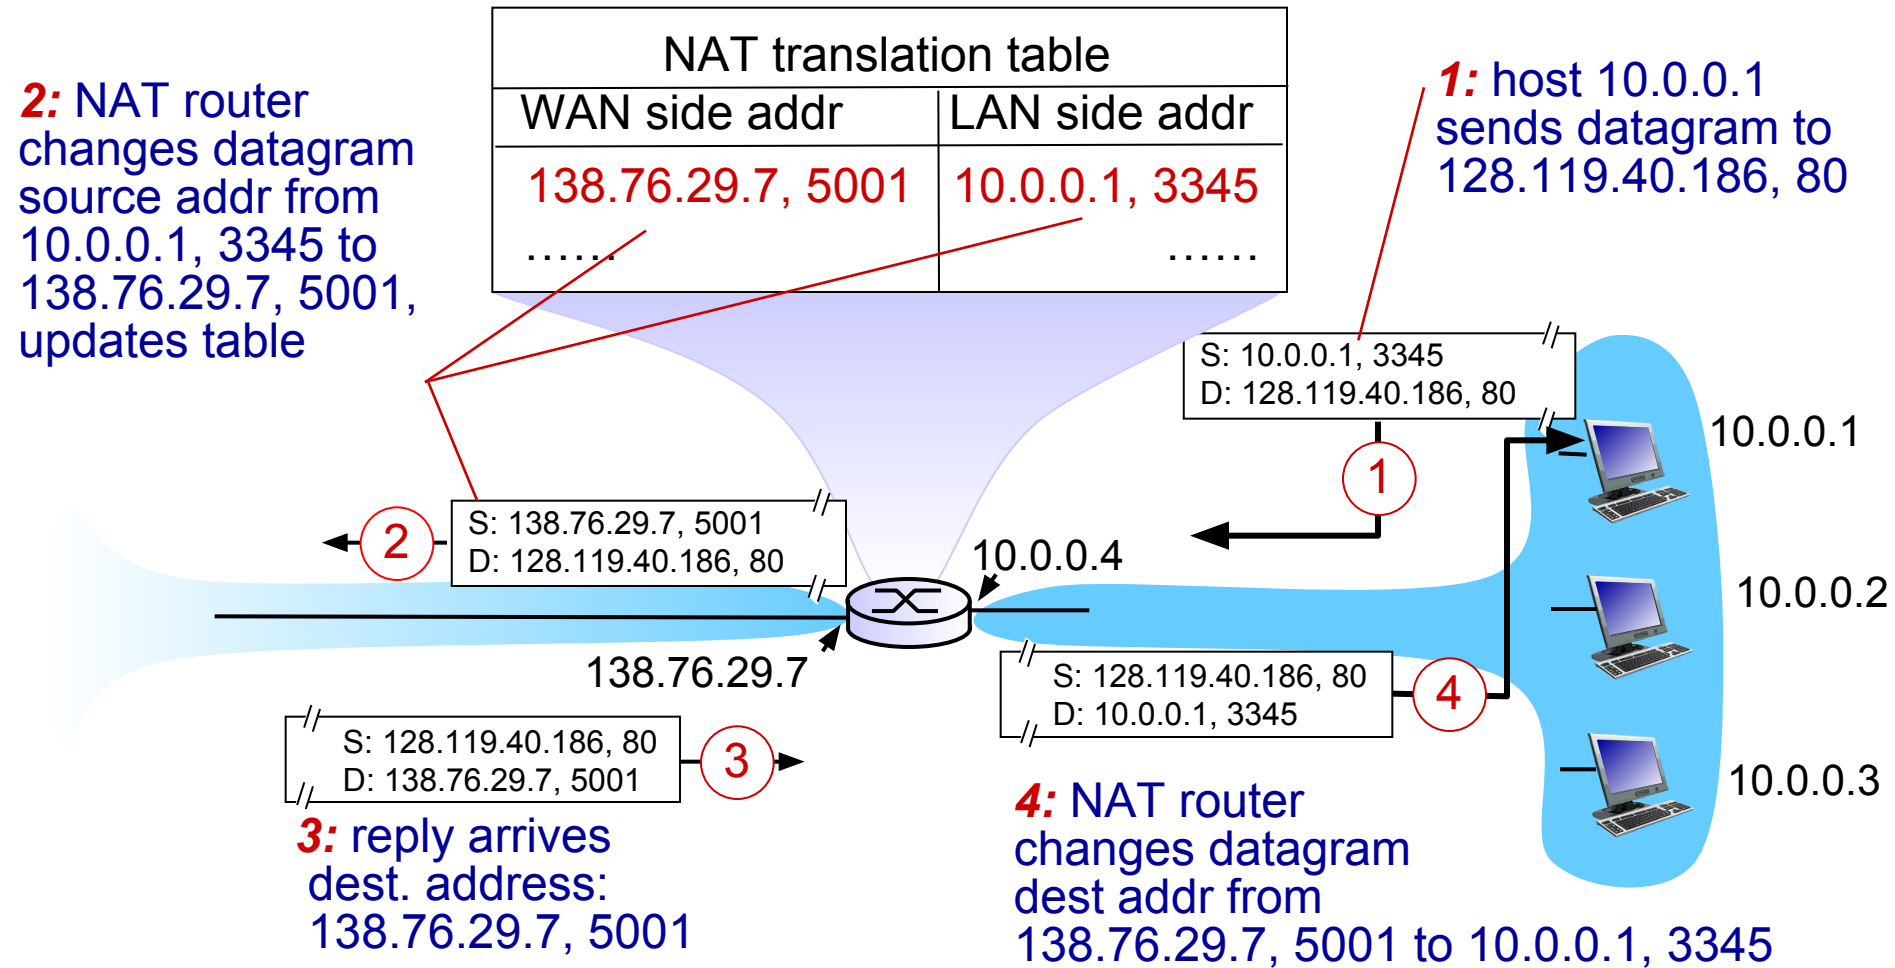 NAT translation table
WAN side addr
LAN side addr
138.76.29.7, 5001
10.0.0.1, 3345
......
......
2: NAT router
changes datagram
source addr from
10.0.0.1, 3345 to
138.76.29.7, 5001,
updates table
1: host 10.0.0.1
sends datagram to
128.119.40.186, 80
S: 10.0.0.1, 3345
D: 128.119.40.186, 80
1
10.0.0.1
S: 138.76.29.7, 5001
D: 128.119.40.186, 80
2
10.0.0.4
10.0.0.2
138.76.29.7
S: 128.119.40.186, 80
D: 10.0.0.1, 3345
4
S: 128.119.40.186, 80
D: 138.76.29.7, 5001
3
10.0.0.3
3: reply arrives
dest. address:
138.76.29.7, 5001
4: NAT router
changes datagram
dest addr from
138.76.29.7, 5001 to 10.0.0.1, 3345